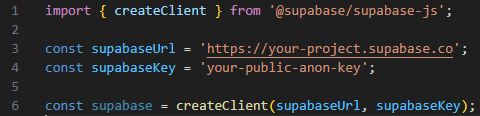 1 import { createClient } from '@supabase/supabase-js';
2
3 const supabaseUrl = 'https://your-project.supabase.co';
4 const supabaseKey = 'your-public-anon-key';
5
6 const supabase = createClient(supabaseUrl, supabaseKey);